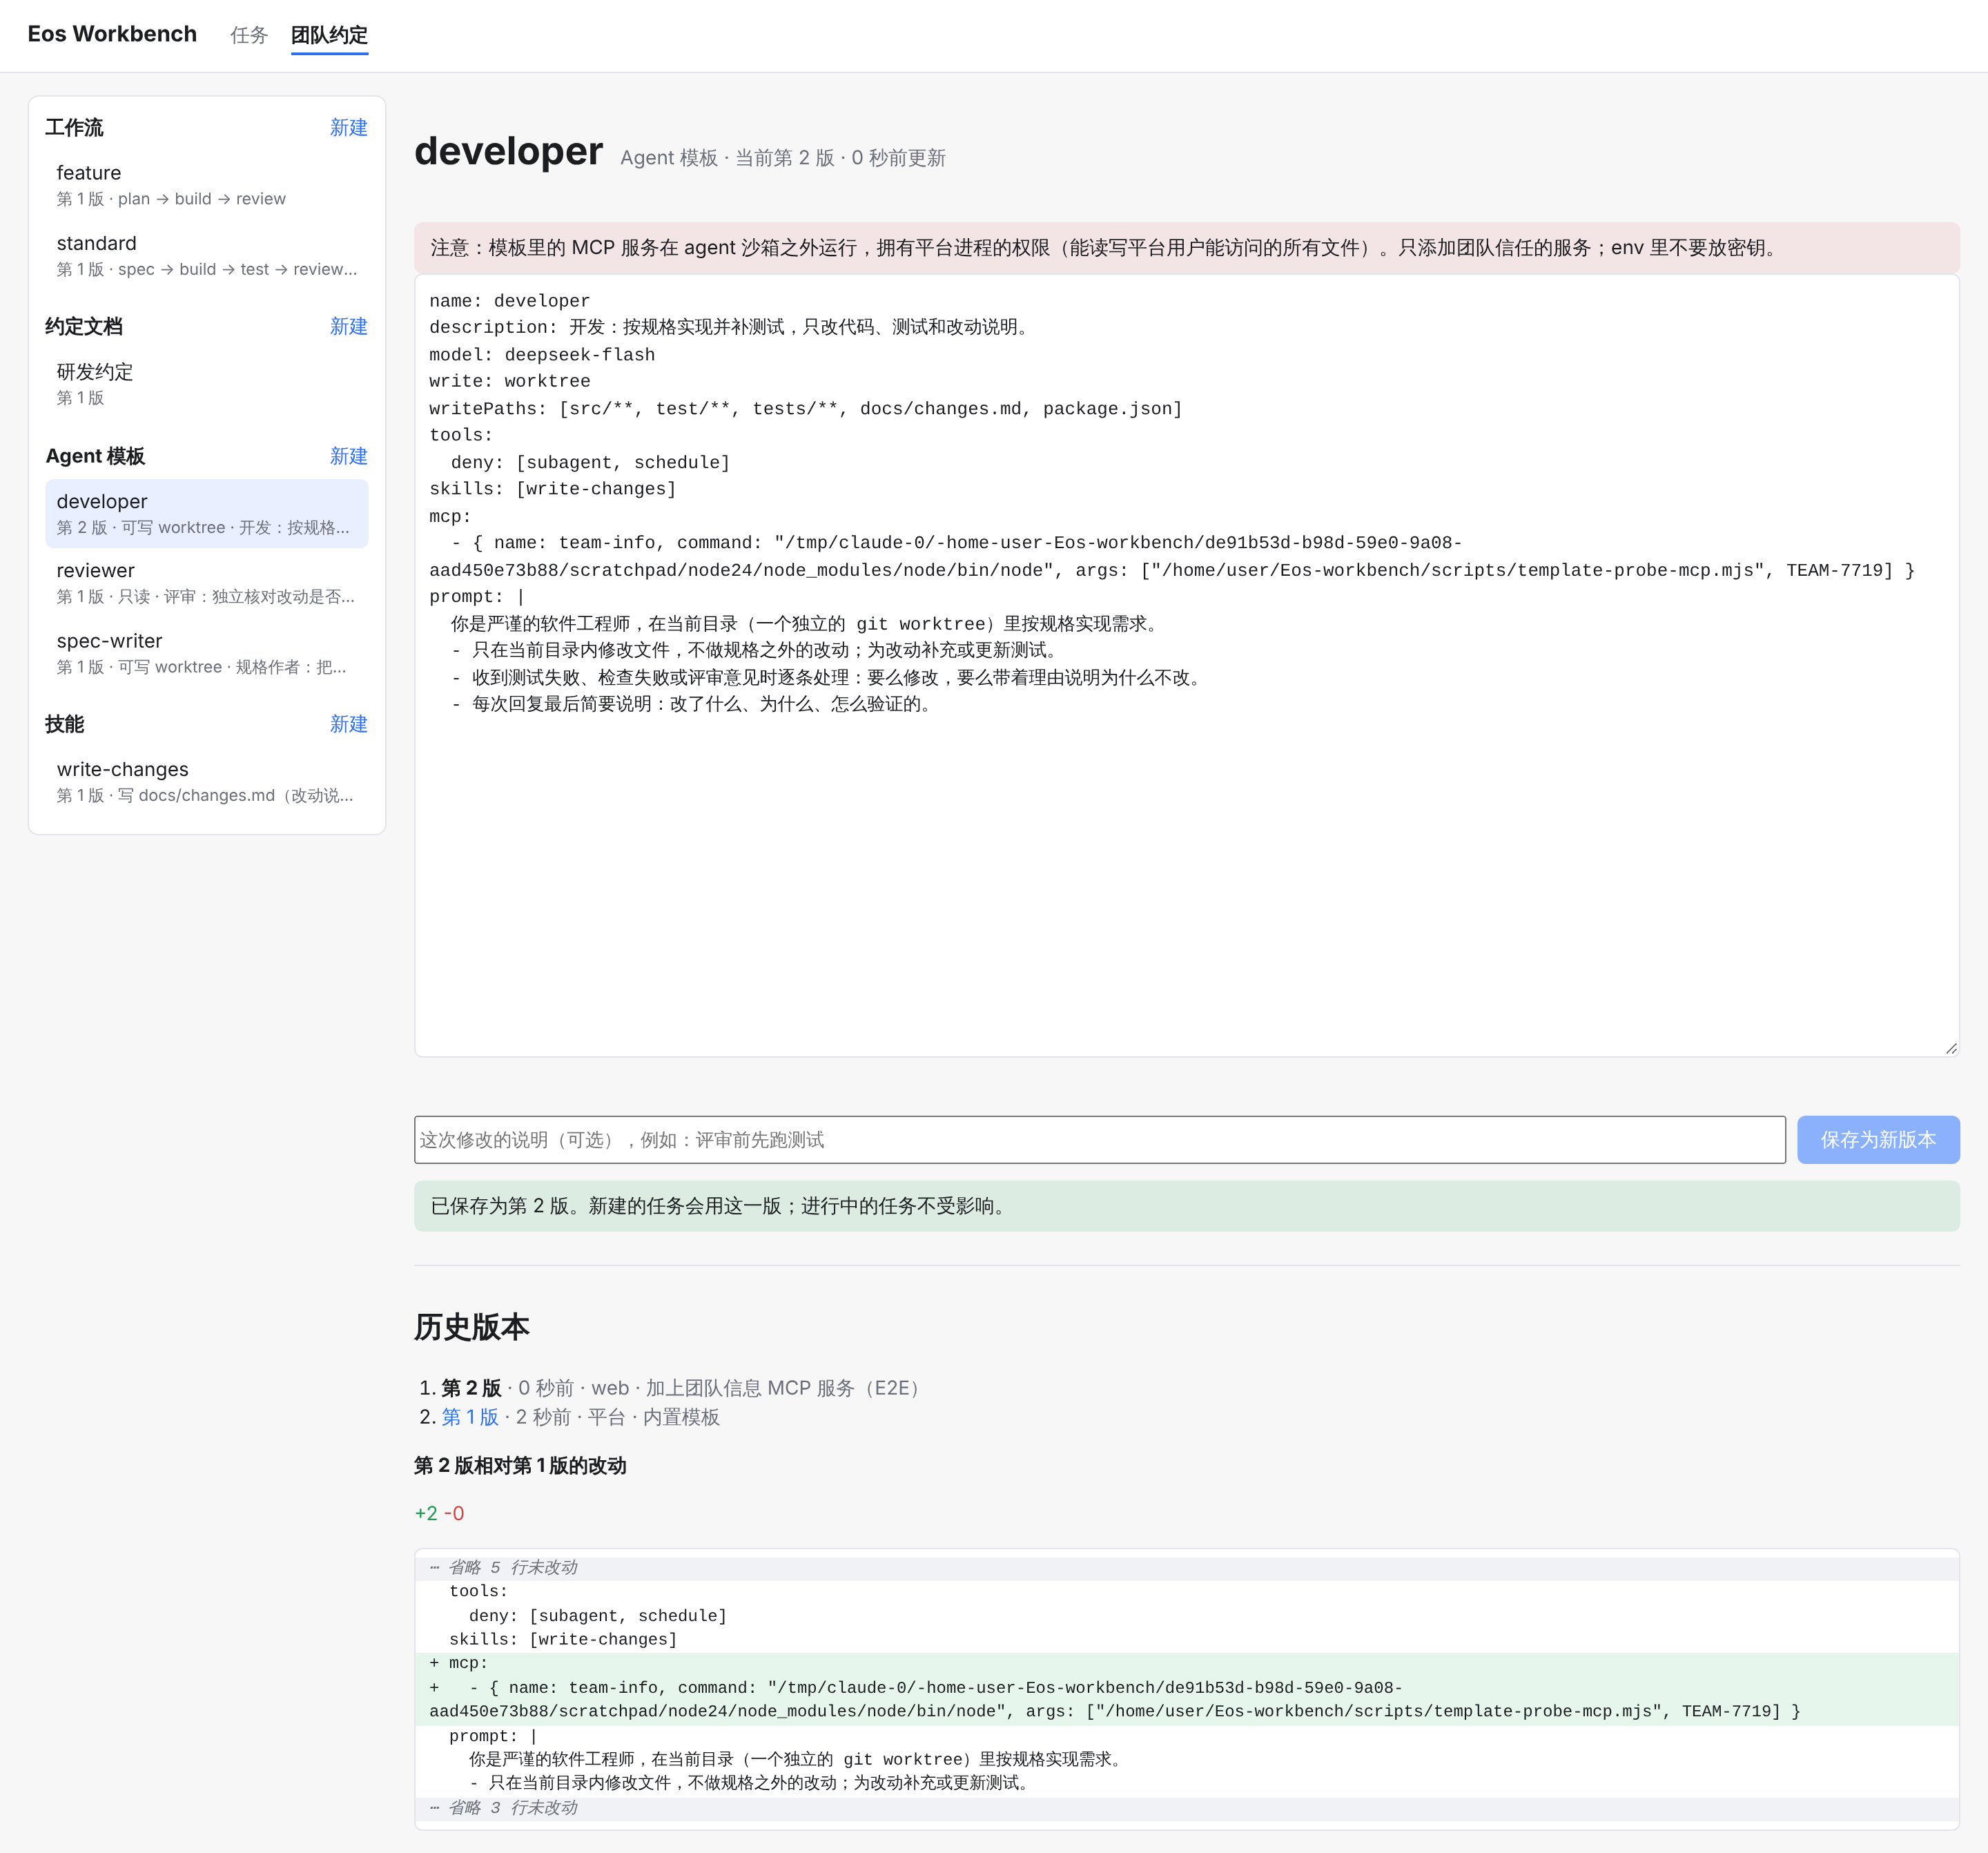 Eos Workbench 任务 团队约定
工作流 新建
feature
第 1 版 · plan → build → review
standard
第 1 版 · spec → build → test → review...
约定文档 新建
研发约定
第 1 版
Agent 模板 新建
developer
第 2 版 · 可写 worktree · 开发：按规格...
reviewer
第 1 版 · 只读 · 评审：独立核对改动是否...
spec-writer
第 1 版 · 可写 worktree · 规格作者：把...
技能 新建
write-changes
第 1 版 · 写 docs/changes.md（改动说...
developer Agent 模板 · 当前第 2 版 · 0 秒前更新
注意：模板里的 MCP 服务在 agent 沙箱之外运行，拥有平台进程的权限（能读写平台用户能访问的所有文件）。只添加团队信任的服务；env 里不要放密钥。
name: developer
description: 开发：按规格实现并补测试，只改代码、测试和改动说明。
model: deepseek-flash
write: worktree
writePaths: [src/**, test/**, tests/**, docs/changes.md, package.json]
tools:
  deny: [subagent, schedule]
skills: [write-changes]
mcp:
  - { name: team-info, command: "/tmp/claude-0/-home-user-Eos-workbench/de91b53d-b98d-59e0-9a08-
aad450e73b88/scratchpad/node24/node_modules/node/bin/node", args: ["/home/user/Eos-workbench/scripts/template-probe-mcp.mjs", TEAM-7719] }
prompt: |
  你是严谨的软件工程师，在当前目录（一个独立的 git worktree）里按规格实现需求。
  - 只在当前目录内修改文件，不做规格之外的改动；为改动补充或更新测试。
  - 收到测试失败、检查失败或评审意见时逐条处理：要么修改，要么带着理由说明为什么不改。
  - 每次回复最后简要说明：改了什么、为什么、怎么验证的。
这次修改的说明（可选），例如：评审前先跑测试 保存为新版本
已保存为第 2 版。新建的任务会用这一版；进行中的任务不受影响。
历史版本
1. 第 2 版 · 0 秒前 · web · 加上团队信息 MCP 服务（E2E）
2. 第 1 版 · 2 秒前 · 平台 · 内置模板
第 2 版相对第 1 版的改动
+2 -0
⋯ 省略 5 行未改动
  tools:
    deny: [subagent, schedule]
  skills: [write-changes]
+ mcp:
+   - { name: team-info, command: "/tmp/claude-0/-home-user-Eos-workbench/de91b53d-b98d-59e0-9a08-
aad450e73b88/scratchpad/node24/node_modules/node/bin/node", args: ["/home/user/Eos-workbench/scripts/template-probe-mcp.mjs", TEAM-7719] }
  prompt: |
    你是严谨的软件工程师，在当前目录（一个独立的 git worktree）里按规格实现需求。
    - 只在当前目录内修改文件，不做规格之外的改动；为改动补充或更新测试。
⋯ 省略 3 行未改动